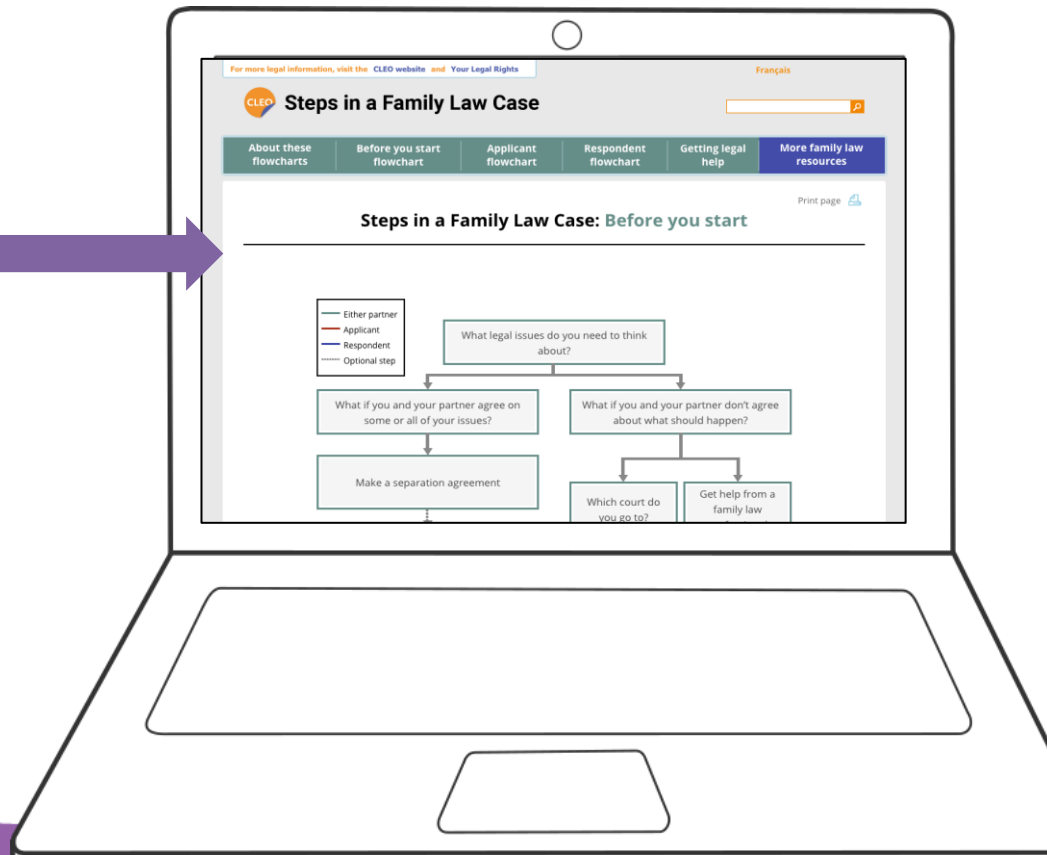 For more legal information, visit the CLEO website and Your Legal Rights
Français
CLEO
Steps in a Family Law Case
About these
flowcharts
Before you start
flowchart
Applicant
flowchart
Respondent
flowchart
Getting legal
help
More family law
resources
Print page
Steps in a Family Law Case: Before you start
Either partner
Applicant
Respondent
Optional step
What legal issues do you need to think
about?
What if you and your partner agree on
some or all of your issues?
What if you and your partner don't agree
about what should happen?
Make a separation agreement
Which court do
you go to?
Get help from a
family law